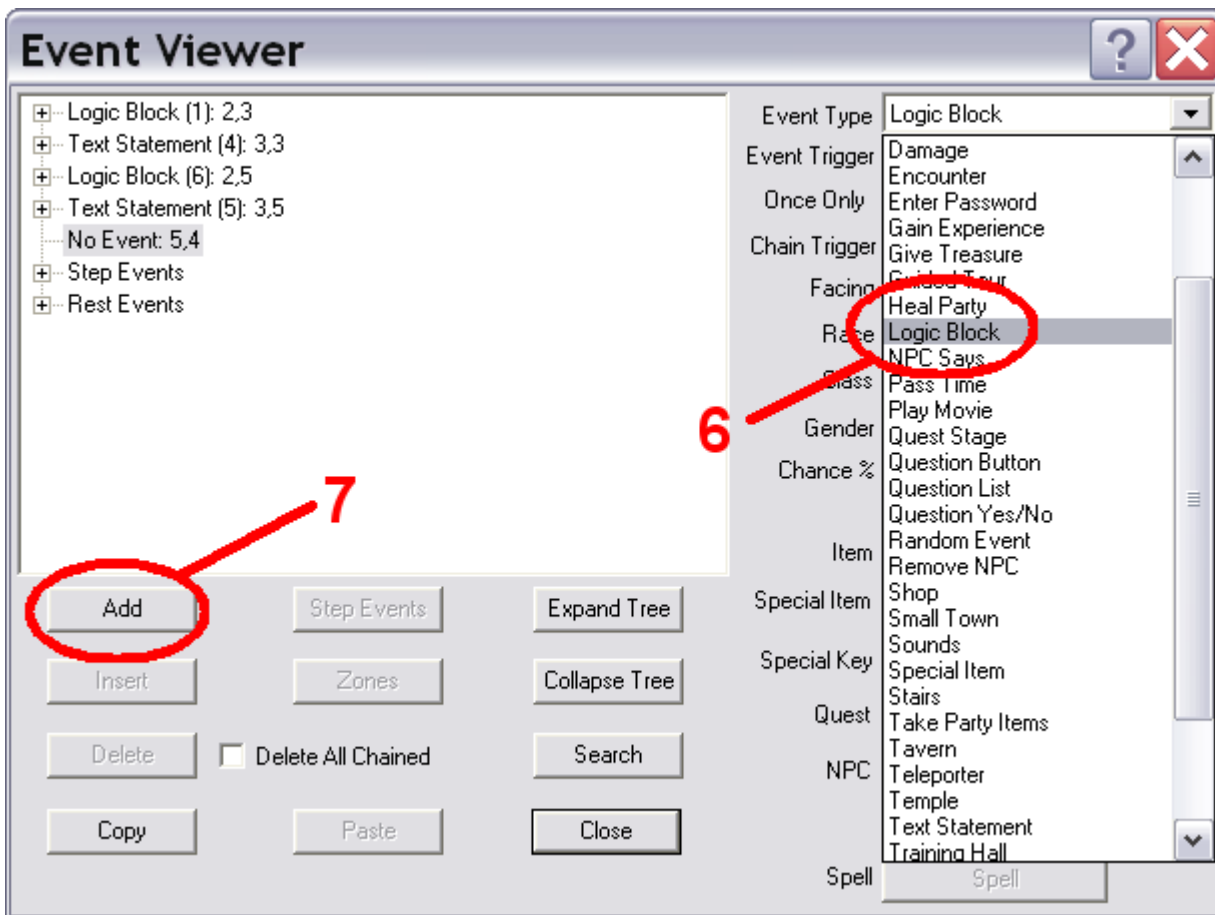 Event Viewer
?
Logic Block (1): 2,3
Text Statement (4): 3,3
Logic Block (6): 2,5
Text Statement (5): 3,5
No Event: 5,4
Step Events
Rest Events
7
Add
Step Events
Expand Tree
Insert
Zones
Collapse Tree
Delete
Delete All Chained
Search
Copy
Paste
Close
Event Type
Logic Block
Event Trigger
Once Only
Chain Trigger
Facing
Race
Class
Gender
Chance %
Item
Special Item
Special Key
Quest
NPC
Spell
Damage
Encounter
Enter Password
Gain Experience
Give Treasure
Guided Tour
Heal Party
Logic Block
NPC Says
Pass Time
Play Movie
Quest Stage
Question Button
Question List
Question Yes/No
Random Event
Remove NPC
Shop
Small Town
Sounds
Special Item
Stairs
Take Party Items
Tavern
Teleporter
Temple
Text Statement
Training Hall
Spell
6